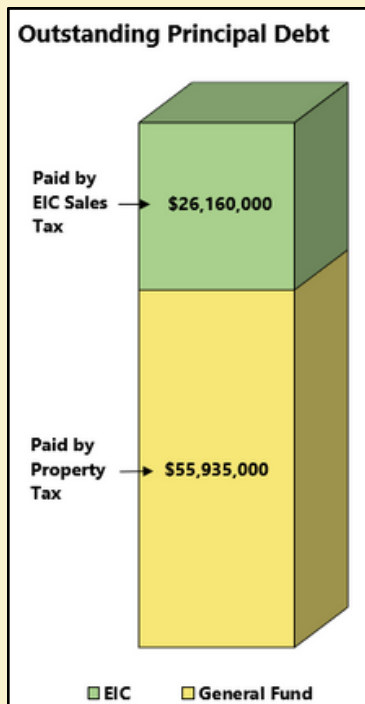 Outstanding Principal Debt
Paid by
EIC Sales
Tax
$26,160,000
Paid by
Property
Tax
$55,935,000
EIC
General Fund